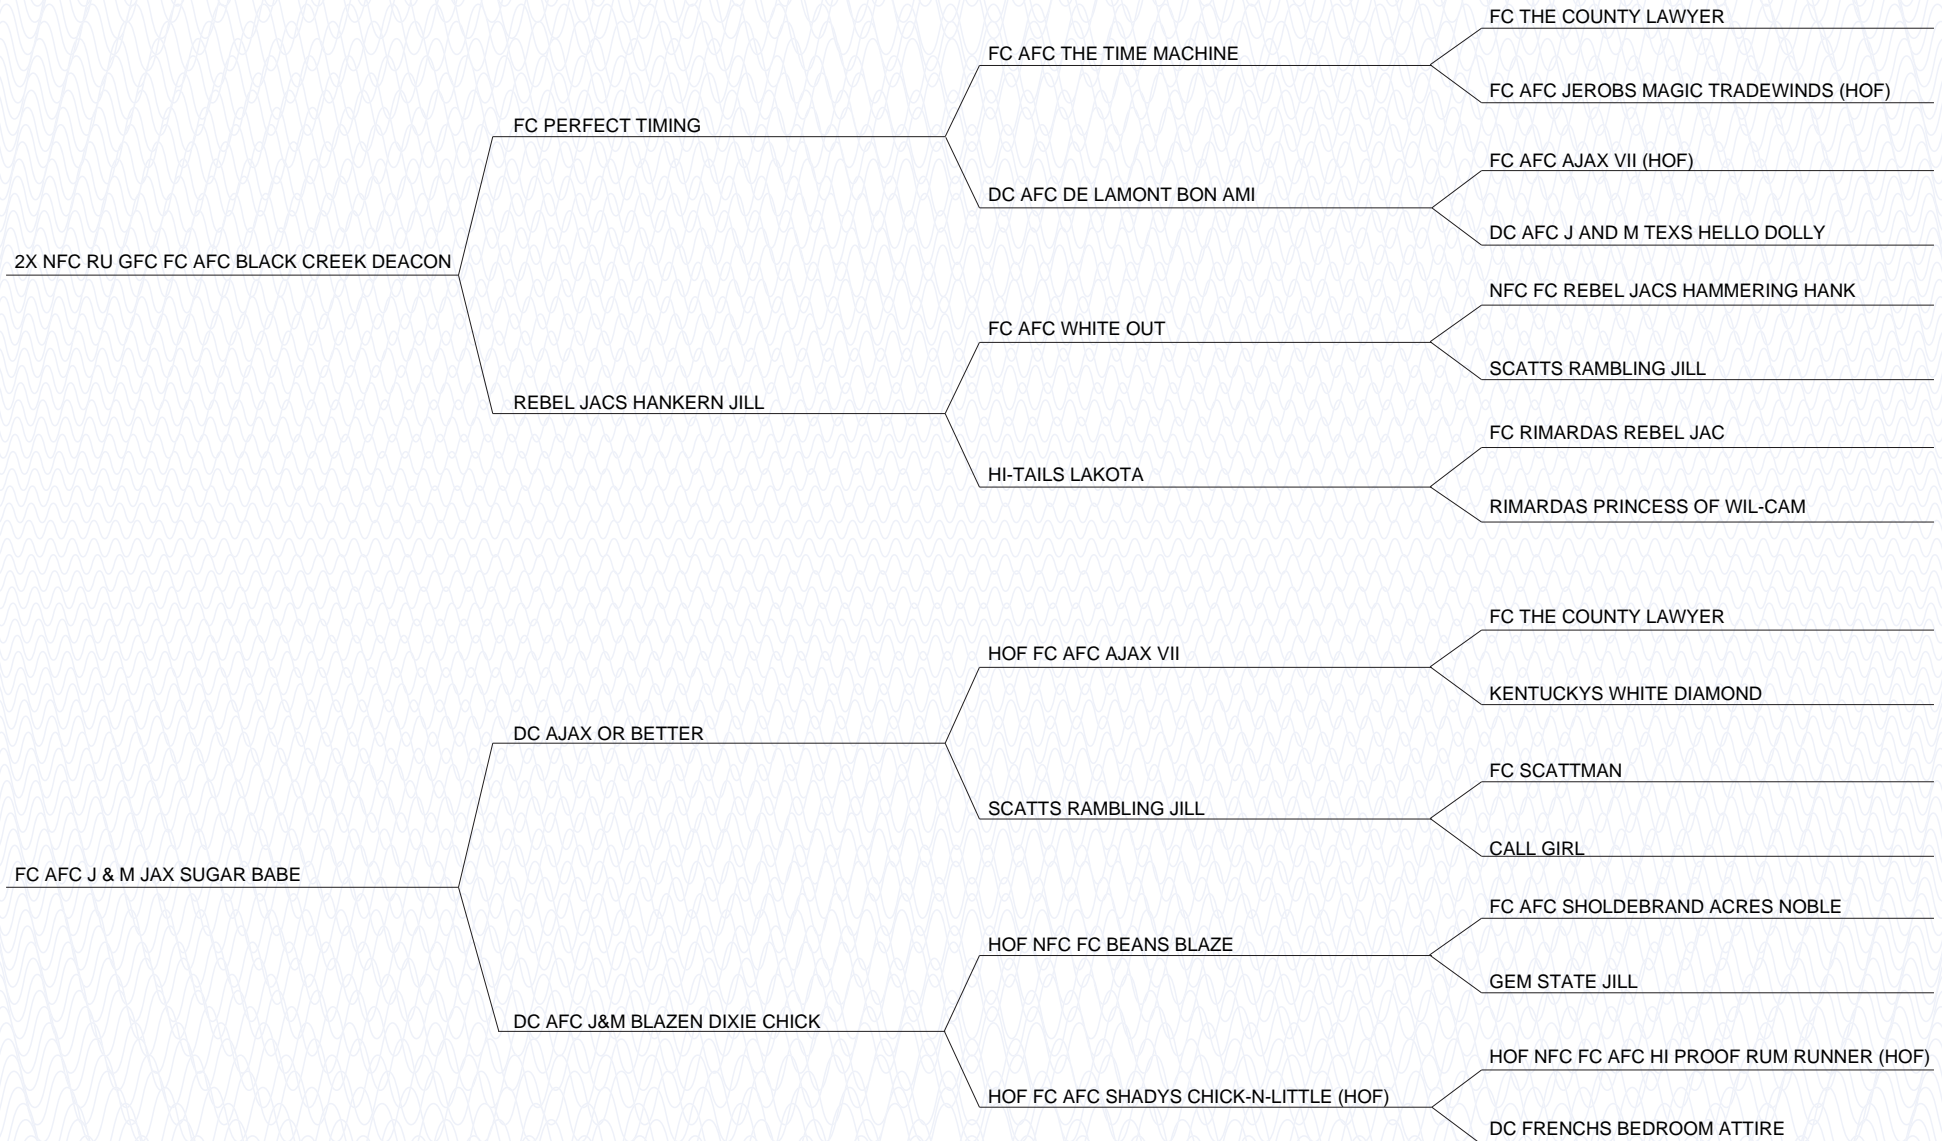 FC THE COUNTY LAWYER
FC AFC THE TIME MACHINE
FC AFC JEROBS MAGIC TRADEWINDS (HOF)
FC PERFECT TIMING
FC AFC AJAX VII (HOF)
DC AFC DE LAMONT BON AMI
DC AFC J AND M TEXS HELLO DOLLY
2X NFC RU GFC FC AFC BLACK CREEK DEACON
NFC FC REBEL JACS HAMMERING HANK
FC AFC WHITE OUT
SCATTS RAMBLING JILL
REBEL JACS HANKERN JILL
FC RIMARDAS REBEL JAC
HI-TAILS LAKOTA
RIMARDAS PRINCESS OF WIL-CAM
FC THE COUNTY LAWYER
HOF FC AFC AJAX VII
KENTUCKYS WHITE DIAMOND
DC AJAX OR BETTER
FC SCATTMAN
SCATTS RAMBLING JILL
CALL GIRL
FC AFC J & M JAX SUGAR BABE
FC AFC SHOLDEBRAND ACRES NOBLE
HOF NFC FC BEANS BLAZE
GEM STATE JILL
DC AFC J&M BLAZEN DIXIE CHICK
HOF NFC FC AFC HI PROOF RUM RUNNER (HOF)
HOF FC AFC SHADYS CHICK-N-LITTLE (HOF)
DC FRENCHS BEDROOM ATTIRE